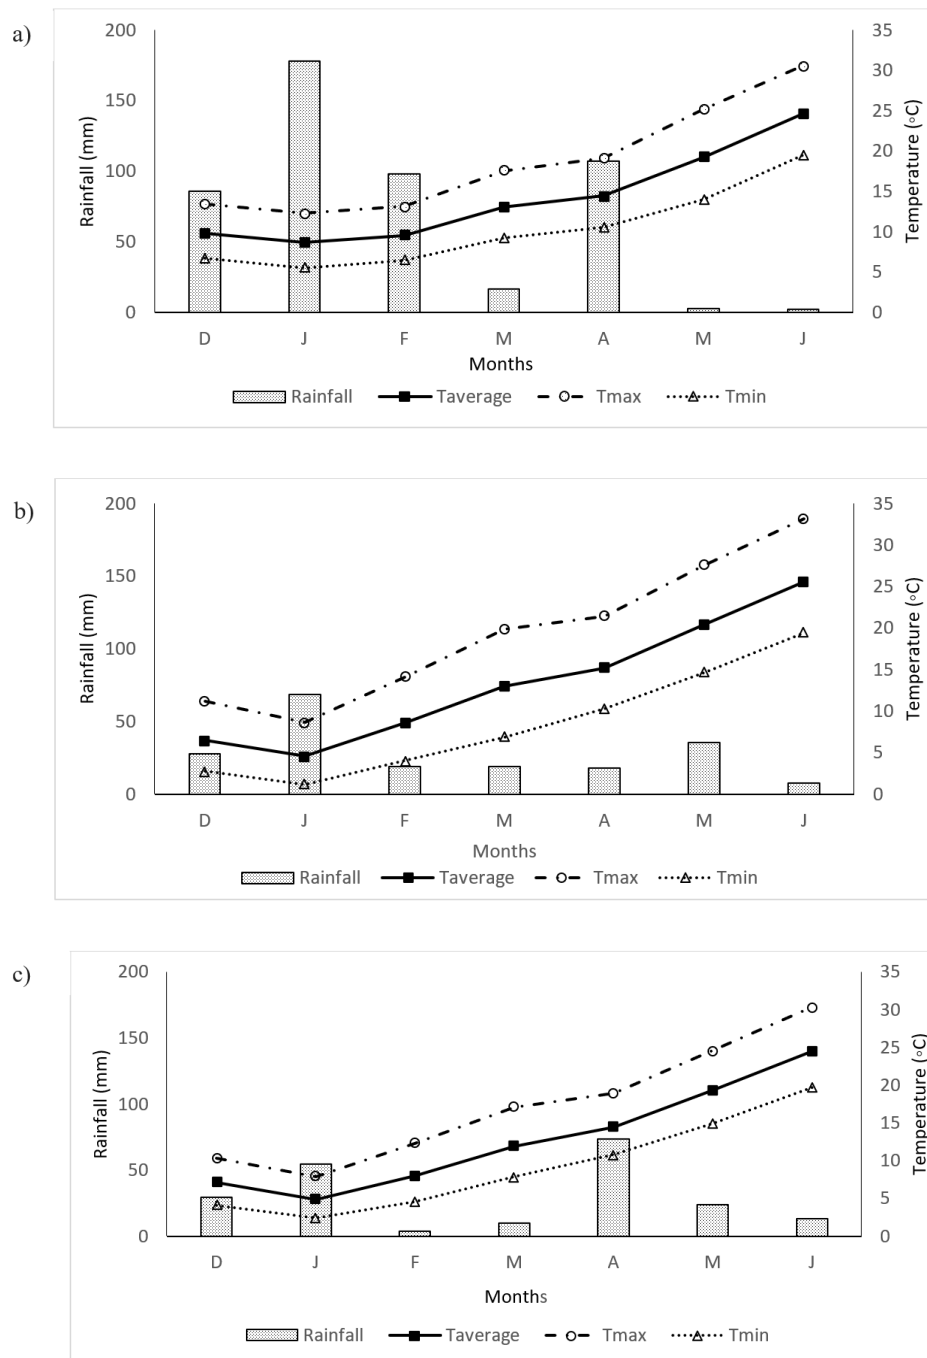 a)
200
150
100
50
0
Rainfall (mm)
35
30
25
20
15
10
5
0
Temperature (◦C)
D J F M A M J
Months
Rainfall Taverage Tmax Tmin
b)
200
150
100
50
0
Rainfall (mm)
35
30
25
20
15
10
5
0
Temperature (◦C)
D J F M A M J
Months
Rainfall Taverage Tmax Tmin
c)
200
150
100
50
0
Rainfall (mm)
35
30
25
20
15
10
5
0
Temperature (◦C)
D J F M A M J
Months
Rainfall Taverage Tmax Tmin